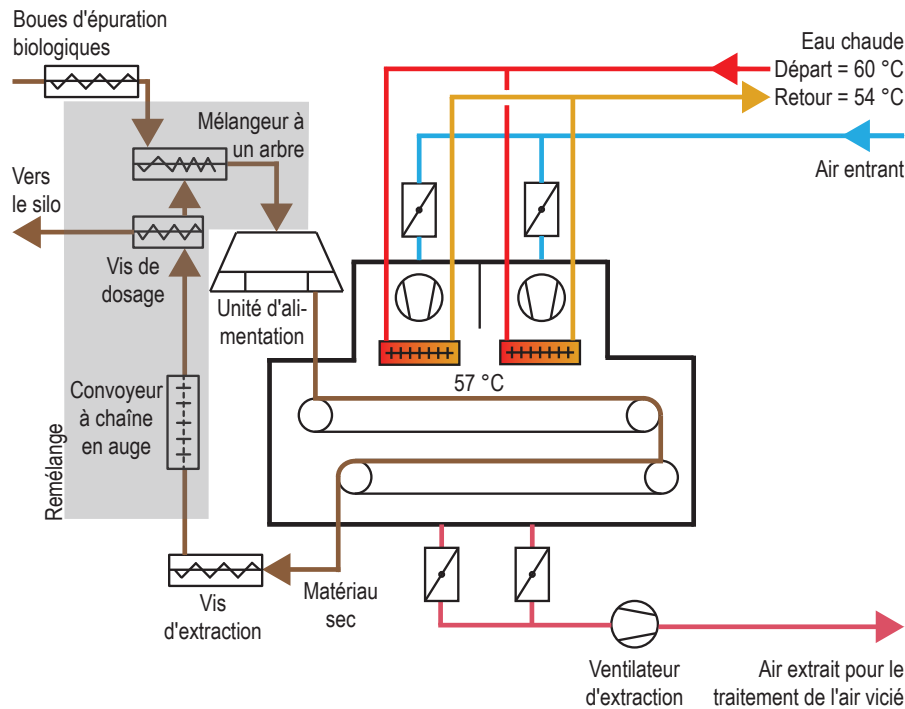 Boues d'épuration
biologiques
Eau chaude
Départ = 60 °C
Retour = 54 °C
Mélangeur à
un arbre
Air entrant
Vers
le silo
Vis de
dosage
Unité d'ali-
mentation
57 °C
Convoyeur
à chaîne
en auge
Remélange
Vis
d'extraction
Matériau
sec
Ventilateur
d'extraction
Air extrait pour le
traitement de l'air vicié